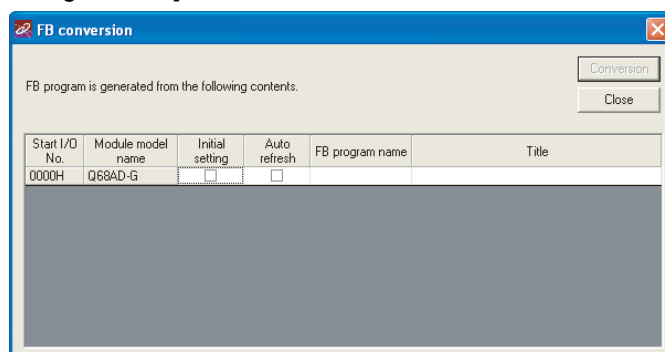 FB conversion
Conversion
FB program is generated from the following contents.
Close
Start I/O No. Module model name Initial setting Auto refresh FB program name Title
0000H Q68AD-G